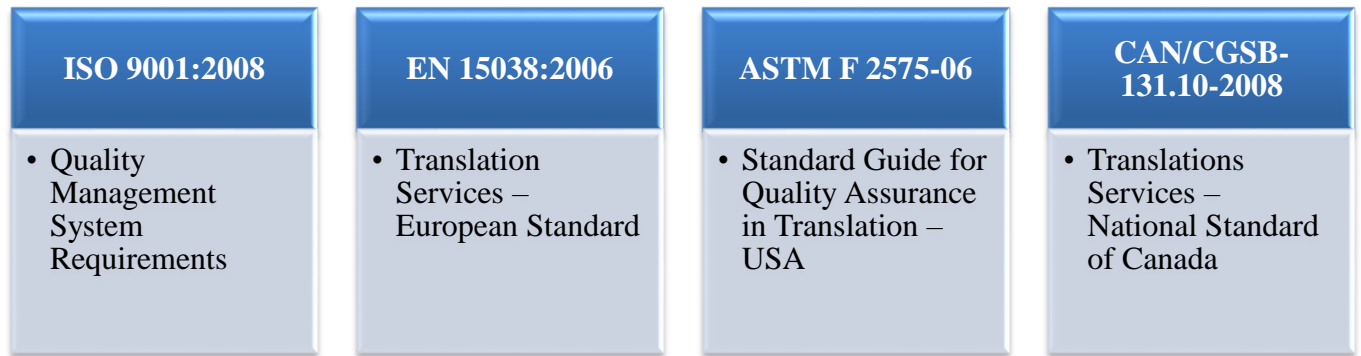 ISO 9001:2008
• Quality
Management
System
Requirements
EN 15038:2006
• Translation
Services –
European Standard
ASTM F 2575-06
• Standard Guide for
Quality Assurance
in Translation –
USA
CAN/CGSB-
131.10-2008
• Translations
Services –
National Standard
of Canada